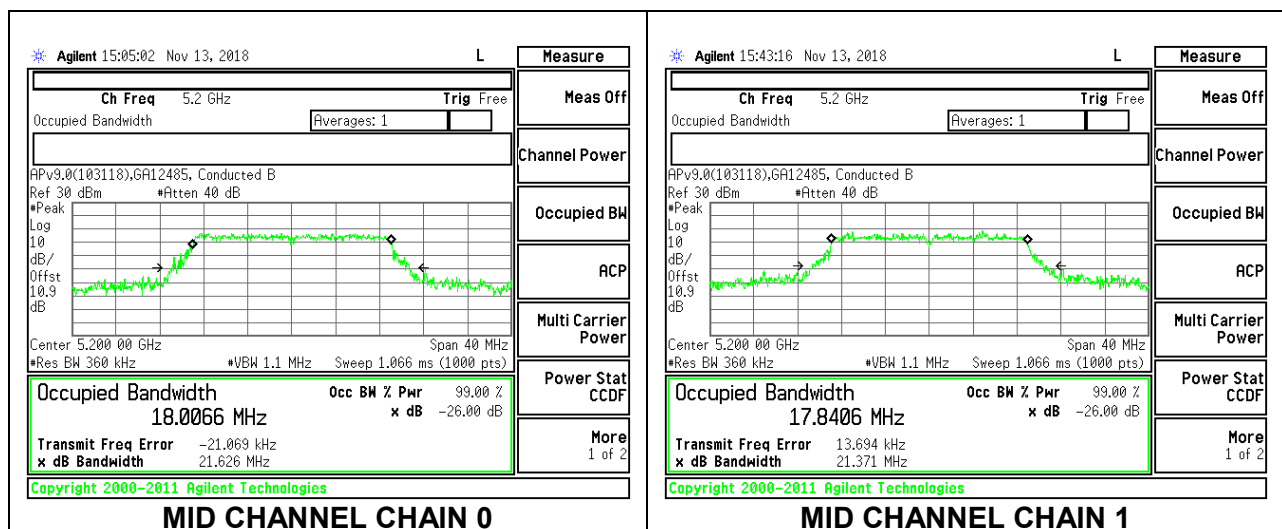 Agilent 15:05:02 Nov 13, 2018 L Measure
Ch Freq 5.2 GHz Trig Free Meas Off
Occupied Bandwidth Averages: 1
Channel Power
APv9.0(103118),GA12485, Conducted B
Ref 30 dBm #Atten 40 dB
#Peak Occupied BW
Log
10
dB/
Offst ACP
10.9
dB
Multi Carrier
Power
Center 5.200 00 GHz Span 40 MHz
#Res BW 360 kHz #VBW 1.1 MHz Sweep 1.066 ms (1000 pts)
Occupied Bandwidth Occ BW % Pwr 99.00 % Power Stat
CCDF
18.0066 MHz x dB -26.00 dB
Transmit Freq Error -21.069 kHz More
x dB Bandwidth 21.626 MHz 1 of 2
Copyright 2000-2011 Agilent Technologies
MID CHANNEL CHAIN 0
Agilent 15:43:16 Nov 13, 2018 L Measure
Ch Freq 5.2 GHz Trig Free Meas Off
Occupied Bandwidth Averages: 1
Channel Power
APv9.0(103118),GA12485, Conducted B
Ref 30 dBm #Atten 40 dB
#Peak Occupied BW
Log
10
dB/
Offst ACP
10.9
dB
Multi Carrier
Power
Center 5.200 00 GHz Span 40 MHz
#Res BW 360 kHz #VBW 1.1 MHz Sweep 1.066 ms (1000 pts)
Occupied Bandwidth Occ BW % Pwr 99.00 % Power Stat
CCDF
17.8406 MHz x dB -26.00 dB
Transmit Freq Error 13.694 kHz More
x dB Bandwidth 21.371 MHz 1 of 2
Copyright 2000-2011 Agilent Technologies
MID CHANNEL CHAIN 1